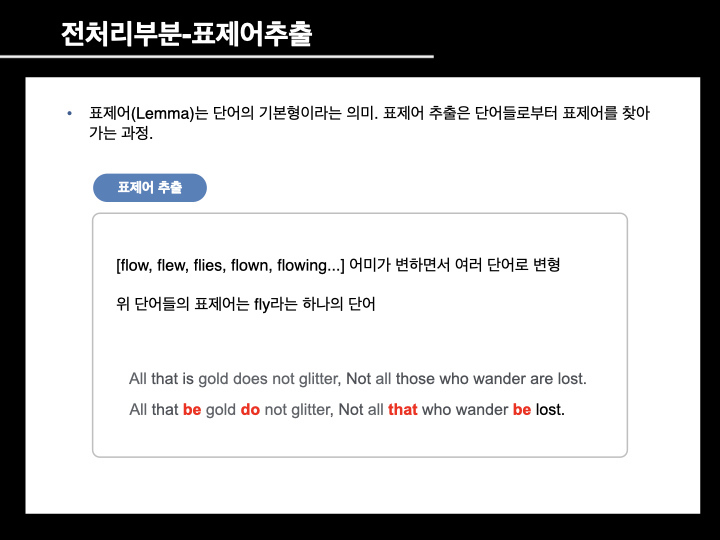 전처리부분-표제어추출
• 표제어(Lemma)는 단어의 기본형이라는 의미. 표제어 추출은 단어들로부터 표제어를 찾아
가는 과정.
표제어 추출
[flow, flew, flies, flown, flowing...] 어미가 변하면서 여러 단어로 변형
위 단어들의 표제어는 fly라는 하나의 단어
All that is gold does not glitter, Not all those who wander are lost.
All that be gold do not glitter, Not all that who wander be lost.